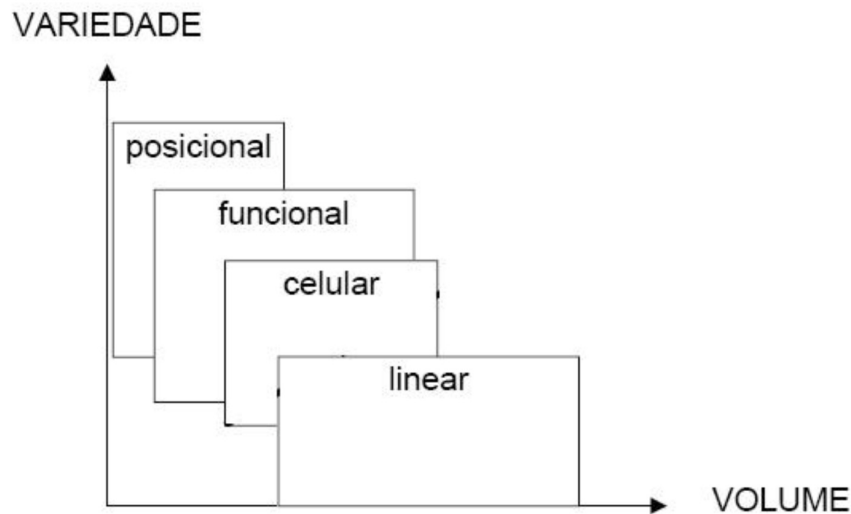 VARIEDADE
posicional
funcional
celular
linear
VOLUME